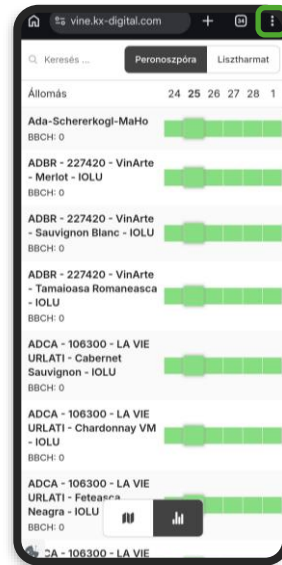 vine.kx-digital.com
Keresés ...
Peronoszpóra
Lisztharmat
Állomás 24 25 26 27 28 1
Ada-Schererkogl-MaHo
BBCH: 0
ADBR - 227420 - VinArte
- Merlot - IOLU
BBCH: 0
ADBR - 227420 - VinArte
- Sauvignon Blanc - IOLU
BBCH: 0
ADBR - 227420 - VinArte
- Tamaioasa Romaneasca
- IOLU
BBCH: 0
ADCA - 106300 - LA VIE
URLATI - Cabernet
Sauvignon - IOLU
BBCH: 0
ADCA - 106300 - LA VIE
URLATI - Chardonnay VM
- IOLU
BBCH: 0
ADCA - 106300 - LA VIE
URLATI - Feteasca
Neagra - IOLU
BBCH: 0
CA - 106300 - LA VIE